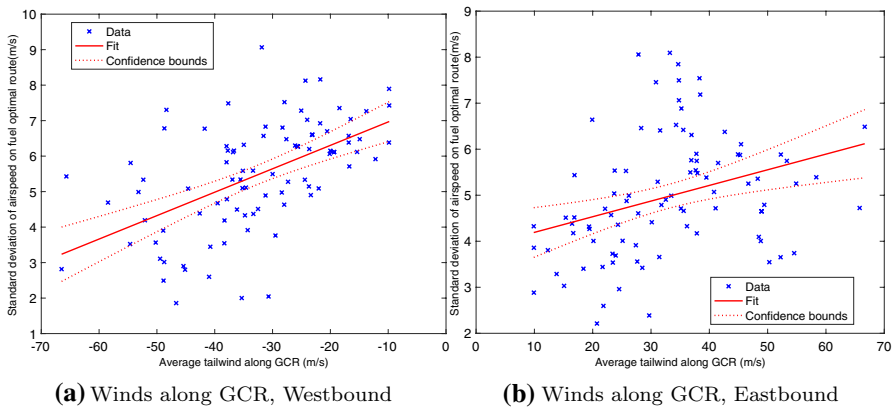 10
9
8
7
6
5
4
3
2
1
-70
-60
-50
-40
-30
-20
-10
0
Standard deviation of airspeed on fuel optimal route(m/s)
Average tailwind along GCR (m/s)
Data
Fit
Confidence bounds
(a) Winds along GCR, Westbound
9
8
7
6
5
4
3
2
0
10
20
30
40
50
60
70
Standard deviation of airspeed on fuel optimal route(m/s)
Average tailwind along GCR (m/s)
Data
Fit
Confidence bounds
(b) Winds along GCR, Eastbound